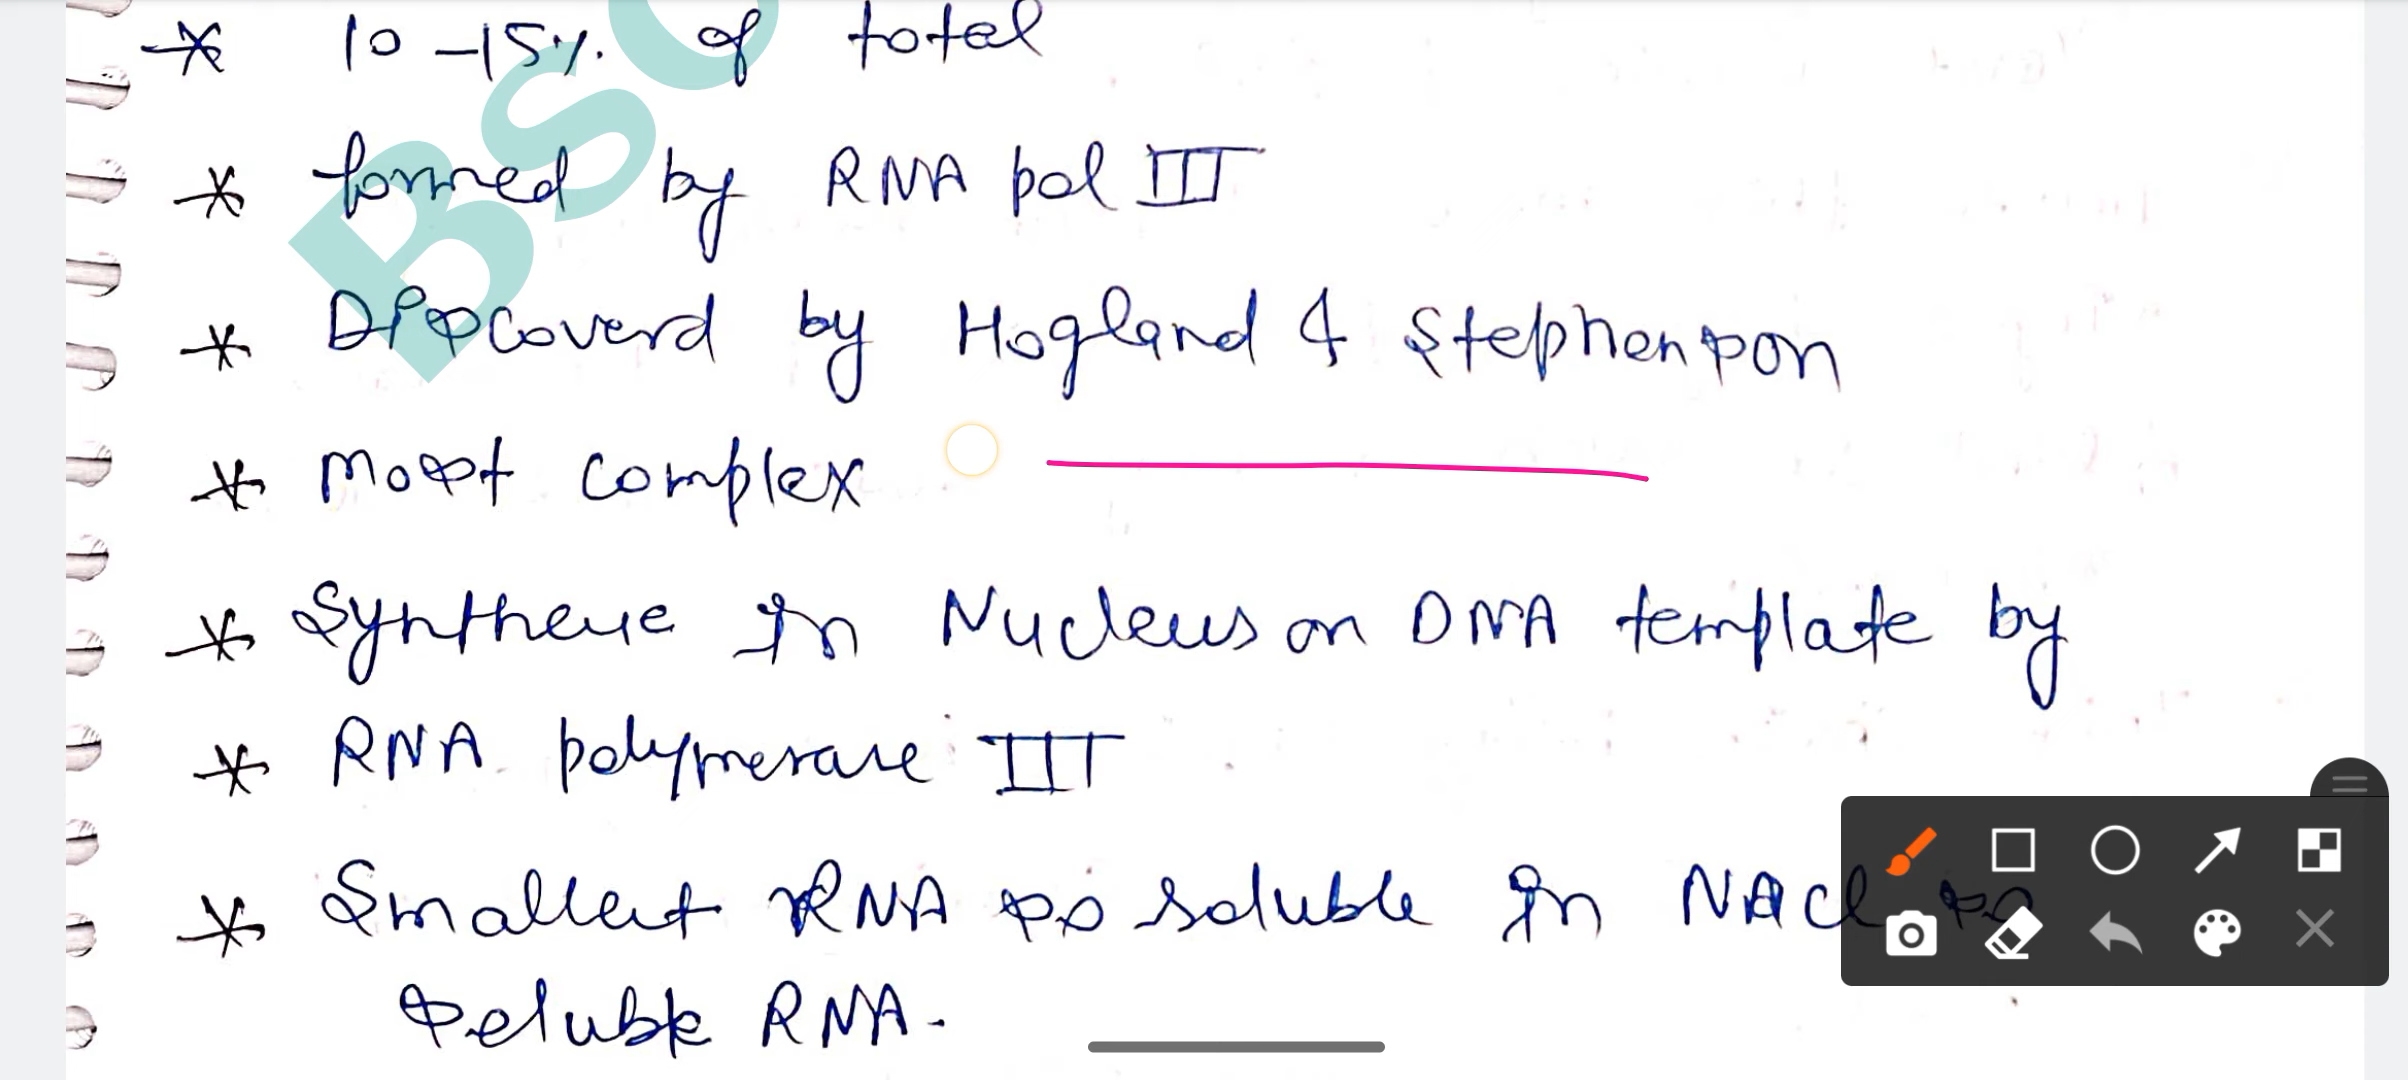 * 10-15% of total
* formed by RNA pol III
* Discoverd by Hogland & Stephenson
* Most complex
* Synthese in Nucleus on DNA template by
* RNA polymerase III
* Smallest RNA so soluble in NACl so
Soluble RNA.
BSC